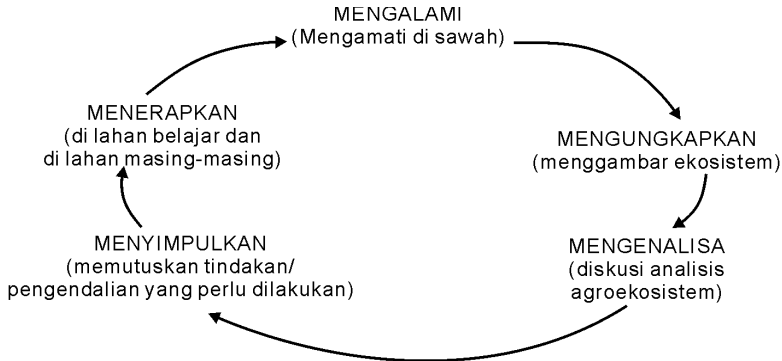 MENGALAMI
(Mengamati di sawah)
MENGUNGKAPKAN
(menggambar ekosistem)
MENGENALISA
(diskusi analisis
agroekosistem)
MENYIMPULKAN
(memutuskan tindakan/
pengendalian yang perlu dilakukan)
MENERAPKAN
(di lahan belajar dan
di lahan masing-masing)